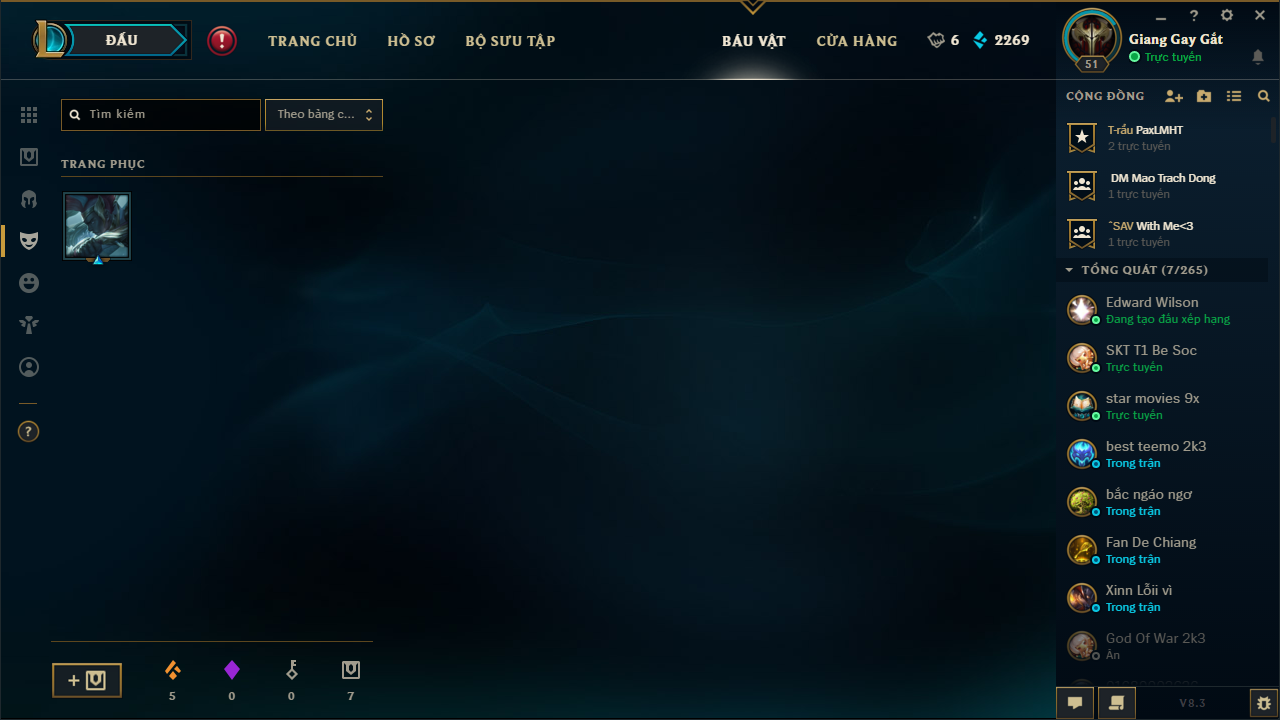 ĐẤU
TRANG CHỦ
HỒ SƠ
BỘ SƯU TẬP
BÁU VẬT
CỬA HÀNG
6
2269
?
51
Giang Gay Gắt
Trực tuyến
Tìm kiếm
Theo bảng c...
TRANG PHỤC
?
5
0
0
7
CỘNG ĐỒNG
T-rầu PaxLMHT
2 trực tuyến
DM Mao Trach Dong
1 trực tuyến
ˆSAV With Me<3
1 trực tuyến
TỔNG QUÁT (7/265)
Edward Wilson
Đang tạo đấu xếp hạng
SKT T1 Be Soc
Trực tuyến
star movies 9x
Trực tuyến
best teemo 2k3
Trong trận
bắc ngáo ngơ
Trong trận
Fan De Chiang
Trong trận
Xinn Lỗii vì
Trong trận
God Of War 2k3
Ẩn
V8.3